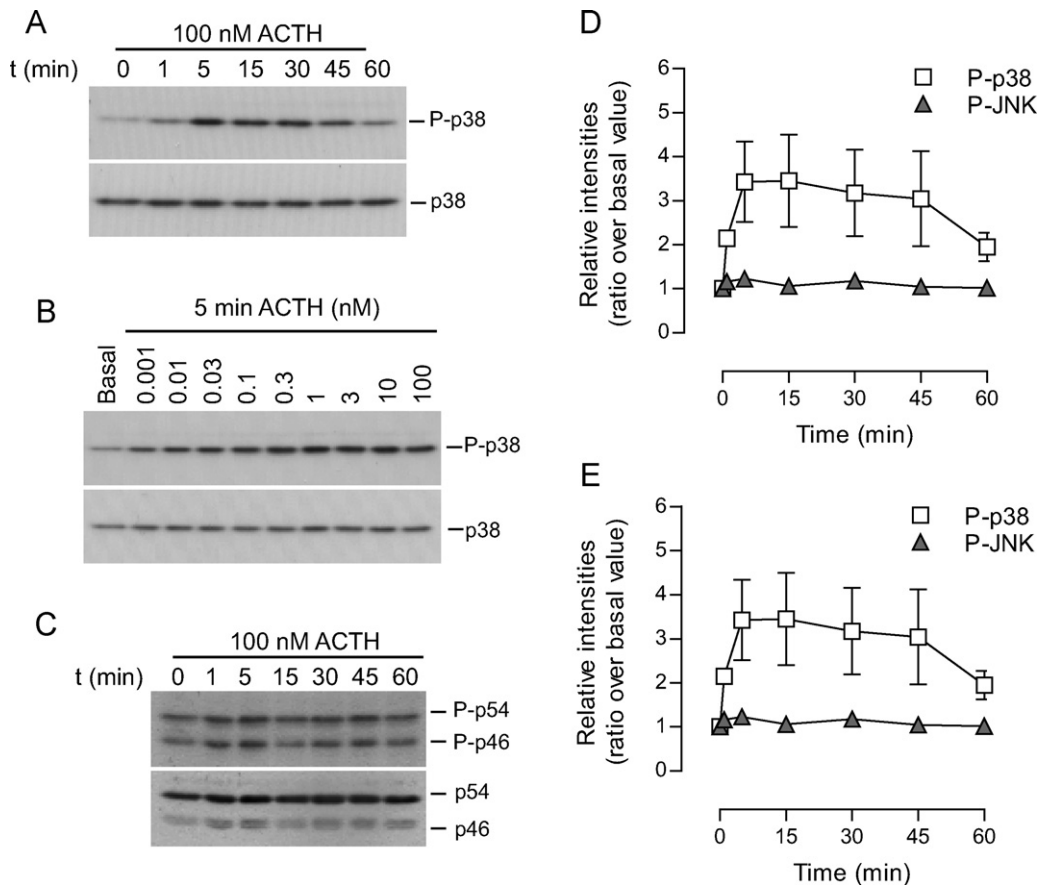 A
100 nM ACTH
t (min) 0 1 5 15 30 45 60
P-p38
p38
B
5 min ACTH (nM)
Basal 0.001 0.01 0.03 0.1 0.3 1 3 10 100
P-p38
p38
C
100 nM ACTH
t (min) 0 1 5 15 30 45 60
P-p54
P-p46
p54
p46
D
P-p38
P-JNK
Relative intensities
(ratio over basal value)
6
5
4
3
2
1
0
0 15 30 45 60
Time (min)
E
P-p38
P-JNK
Relative intensities
(ratio over basal value)
6
5
4
3
2
1
0
0 15 30 45 60
Time (min)